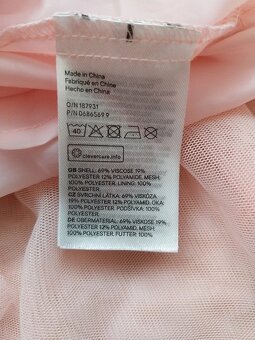 Made in China
Fabriqué en Chine
Hecho en China
O/N 187931
P/N 0686569 9
40
clevercare.info
GB SHELL: 69% VISCOSE 19%
POLYESTER 12% POLYAMIDE, MESH:
100% POLYESTER, LINING: 100%
POLYESTER
CZ SVRCHNÍ LÁTKA: 69% VISKÓZA
19% POLYESTER 12% POLYAMID, OKA:
100% POLYESTER, PODŠÍVKA: 100%
POLYESTER
DE OBERMATERIAL: 69% VISKOSE
19% POLYESTER 12% POLYAMID, MESH:
100% POLYESTER, FUTTER: 100%